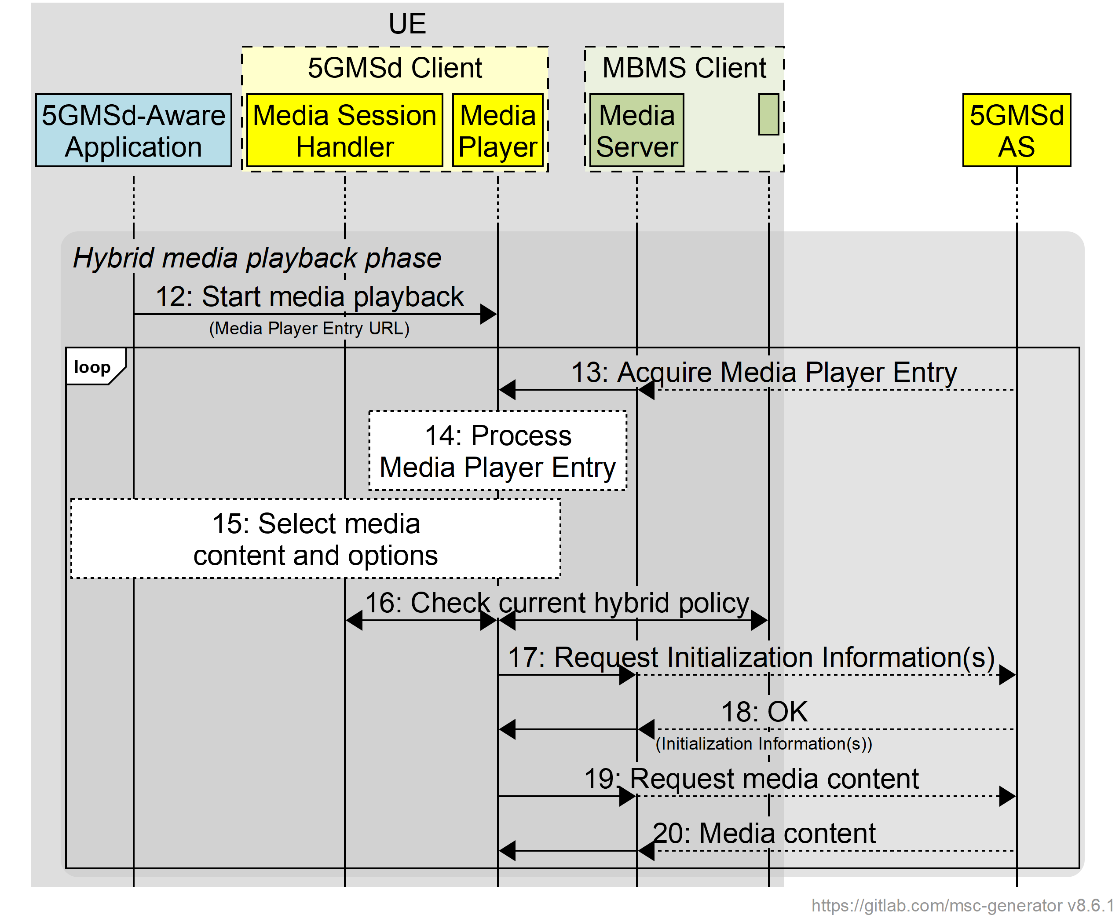 UE
5GMSd Client
MBMS Client
5GMSd-Aware
Application
Media Session
Handler
Media
Player
Media
Server
5GMSd
AS
Hybrid media playback phase
12: Start media playback
(Media Player Entry URL)
loop
13: Acquire Media Player Entry
14: Process
Media Player Entry
15: Select media
content and options
16: Check current hybrid policy
17: Request Initialization Information(s)
18: OK
(Initialization Information(s))
19: Request media content
20: Media content
https://gitlab.com/msc-generator v8.6.1